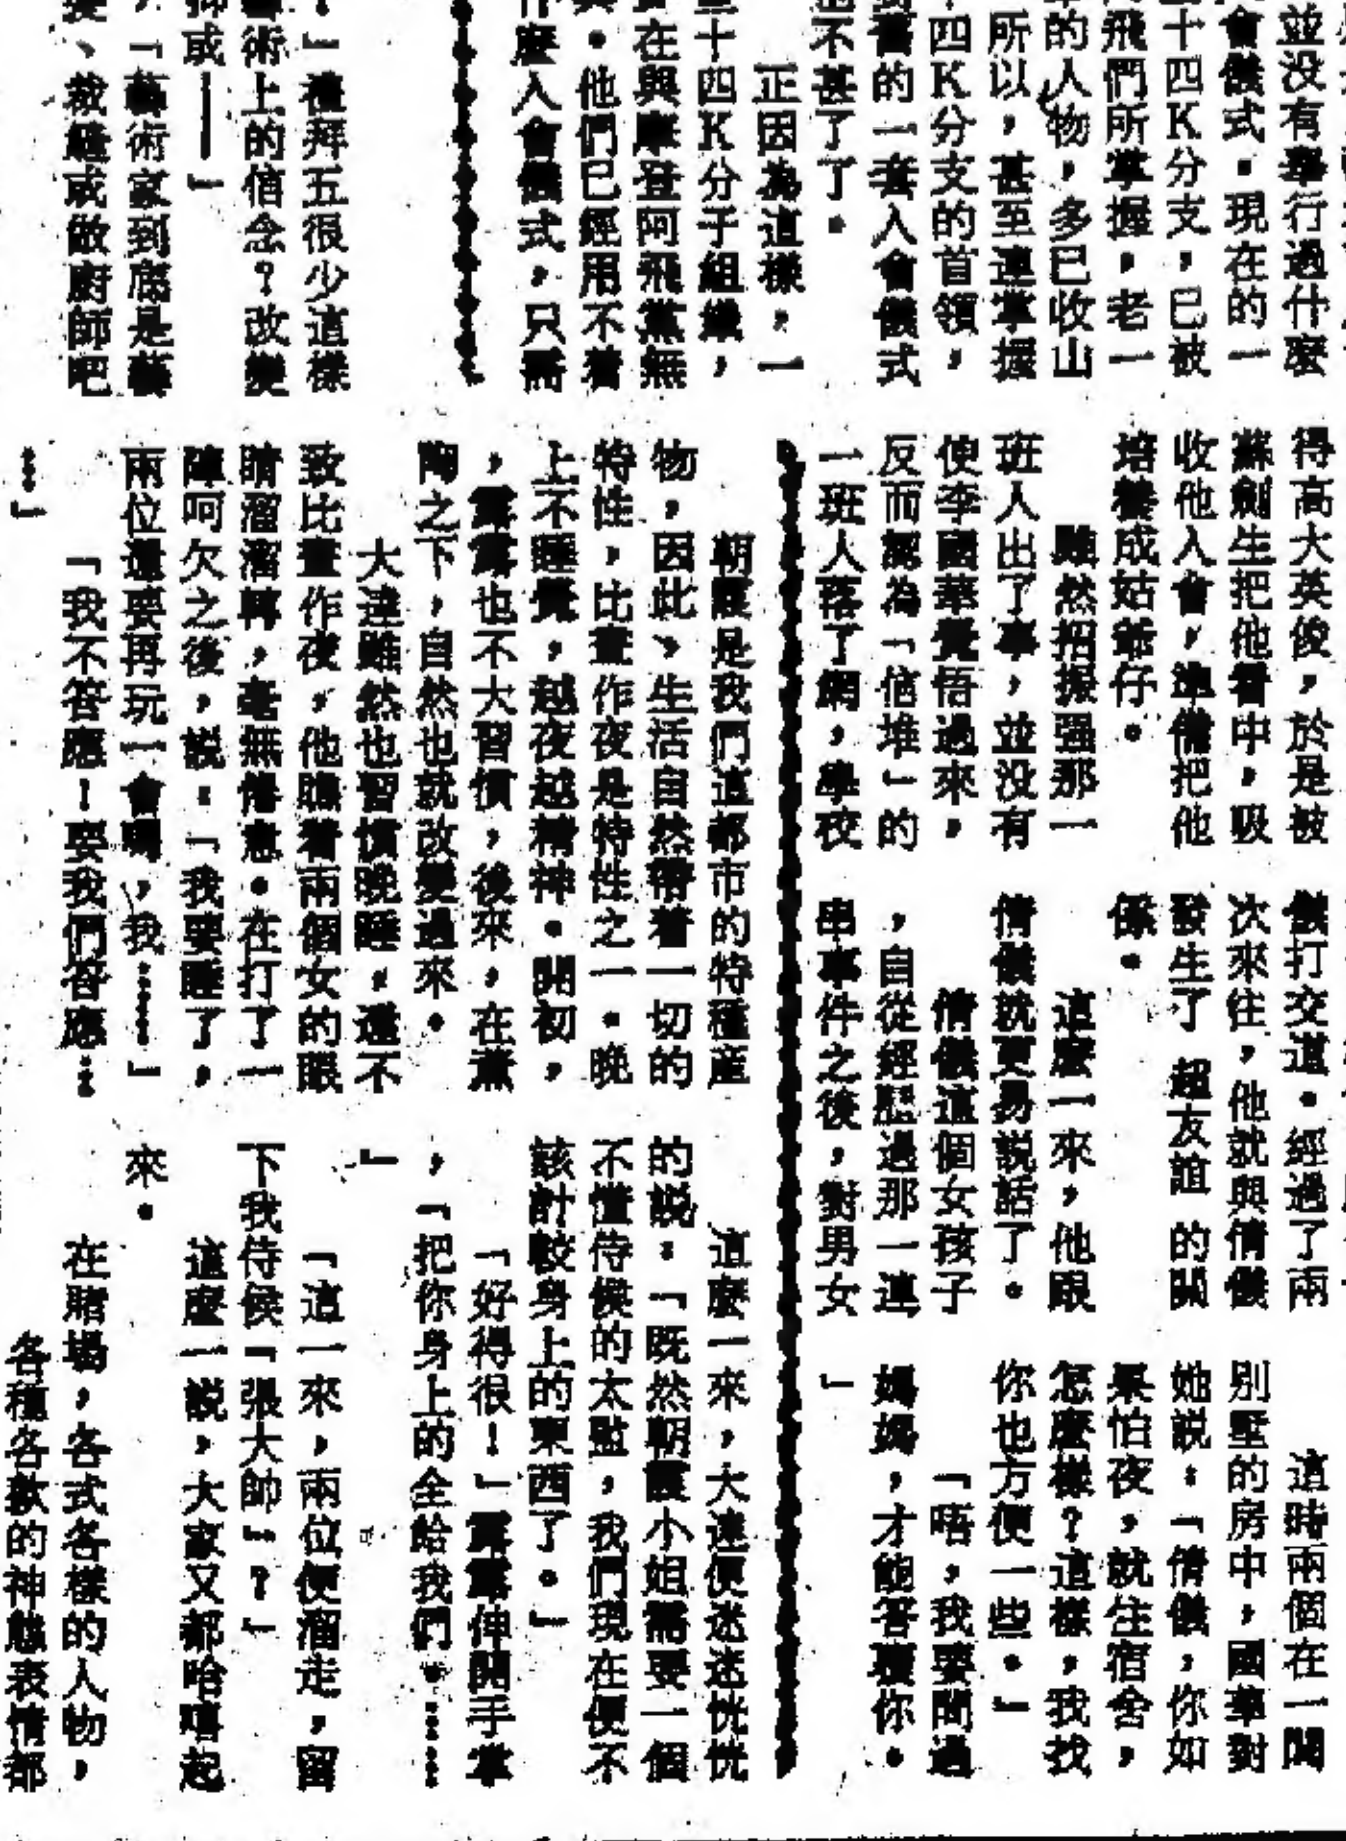 並没有舉行過什麼
會儀式。現在的一
十四K分支,已被
飛們所掌握,老一
的人物,多已收山
所以,甚至連掌握
四K分支的首領,
舊的一套入會儀式
也不甚了了。
正因為這樣,一
十四K分子組織,
在與摩登阿飛黨無
。他們已經用不着
什麼入會儀式,只需
得高大英俊,於是被
蘇劍生把他看中,吸
收他入會,準備把他
培養成姑爺仔。
雖然招振强那一
班人出了事,並没有
使李國華覺悟過來,
反而認為「信堆」的
一班人落了網,學校
儀打交道。經過了兩
次來往,他就與倩儀
發生了 超友誼 的關
係。
這麼一來,他跟
倩儀就更易説話了。
倩儀這個女孩子
,自從經歷過那一連
串事件之後,對男女
這時兩個在一間
別墅的房中,國華對
她説:「倩儀,你如
果怕夜,就住宿舍,
怎麼樣?這樣,我找
你也方便一些。」
「唔,我要問過
媽媽,才能答覆你。
」
。」禮拜五很少這樣
術上的信念?改變
抑或——」
「藝術家到底是藝
、裁縫或做廚師吧
…」
朝霞是我們這都市的特種産
物,因此,生活自然帶着一切的
特性,比晝作夜是特性之一。晚
上不睡覺,越夜越精神。開初,
,露露也不大習慣,後來,在薰
陶之下,自然也就改變過來。
大達雖然也習慣晚睡,還不
致比晝作夜,他瞧着兩個女的眼
睛溜溜轉,毫無倦意。在打了一
陣呵欠之後,説:「我要睡了,
兩位還要再玩一會嗎,我……」
「我不答應!要我們答應…
這麼一來,大達便迷迷恍恍
的説:「既然朝霞小姐需要一個
不懂侍候的太監,我們現在便不
該計較身上的東西了。」
「好得很!」露露伸開手掌
,「把你身上的全給我們。……
」
「這一來,兩位便溜走,留
下我侍候「張大帥」?」
這麼一説,大家又都哈嘻起
來。
在賭場,各式各樣的人物,
各種各款的神態表情都